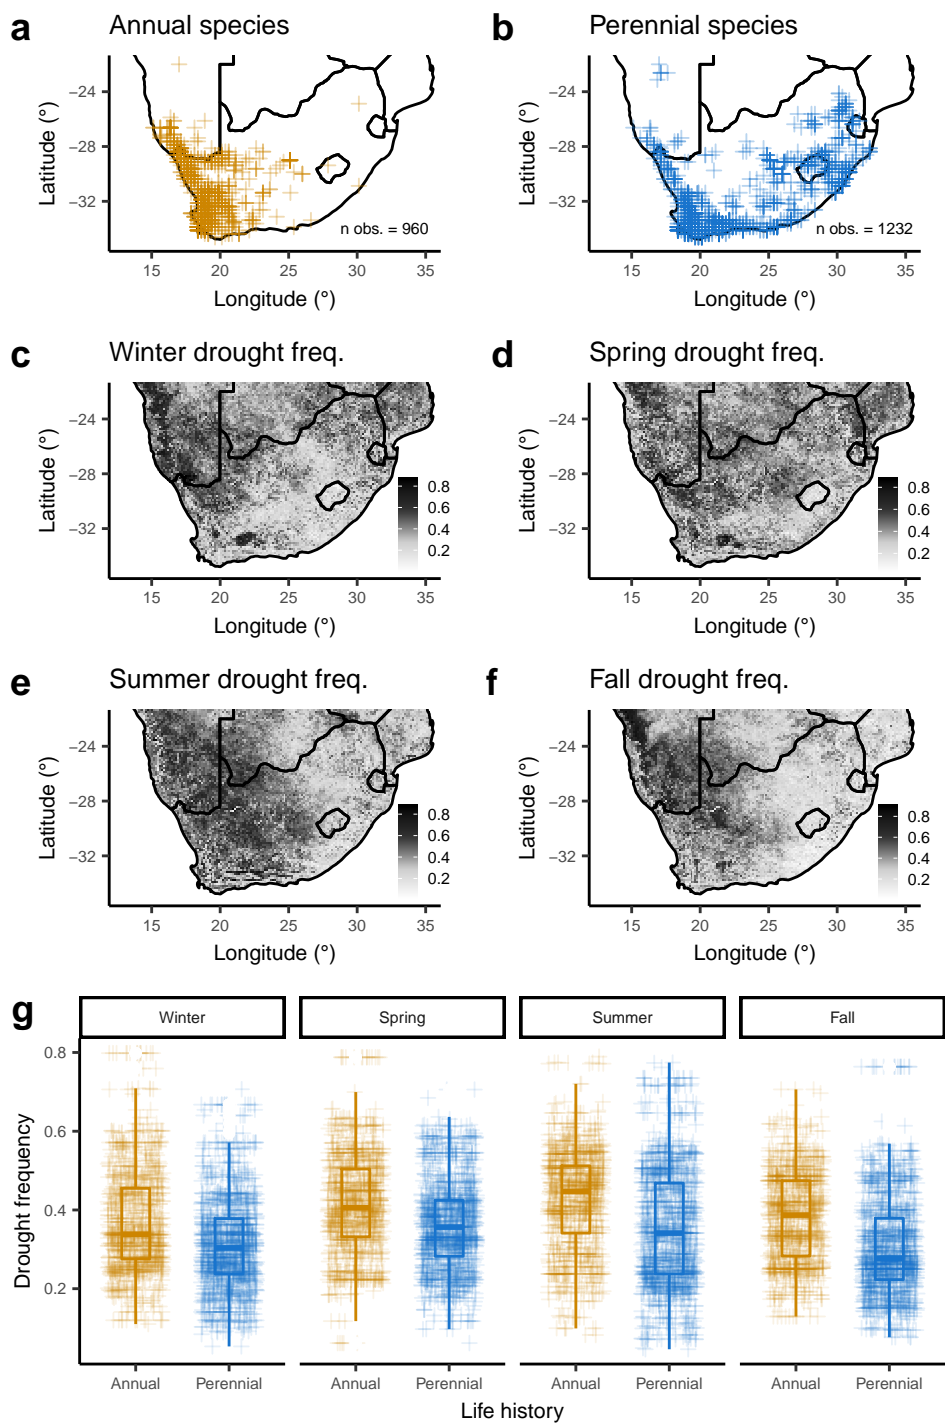 a Annual species
b Perennial species
Latitude (°)
−24
−28
−32
n obs. = 960
15 20 25 30 35
Longitude (°)
Latitude (°)
−24
−28
−32
n obs. = 1232
15 20 25 30 35
Longitude (°)
c Winter drought freq.
d Spring drought freq.
Latitude (°)
−24
−28
−32
0.8
0.6
0.4
0.2
15 20 25 30 35
Longitude (°)
Latitude (°)
−24
−28
−32
0.8
0.6
0.4
0.2
15 20 25 30 35
Longitude (°)
e Summer drought freq.
f Fall drought freq.
Latitude (°)
−24
−28
−32
0.8
0.6
0.4
0.2
15 20 25 30 35
Longitude (°)
Latitude (°)
−24
−28
−32
0.8
0.6
0.4
0.2
15 20 25 30 35
Longitude (°)
g
Winter Spring Summer Fall
Drought frequency
0.8
0.6
0.4
0.2
Annual Perennial Annual Perennial Annual Perennial Annual Perennial
Life history